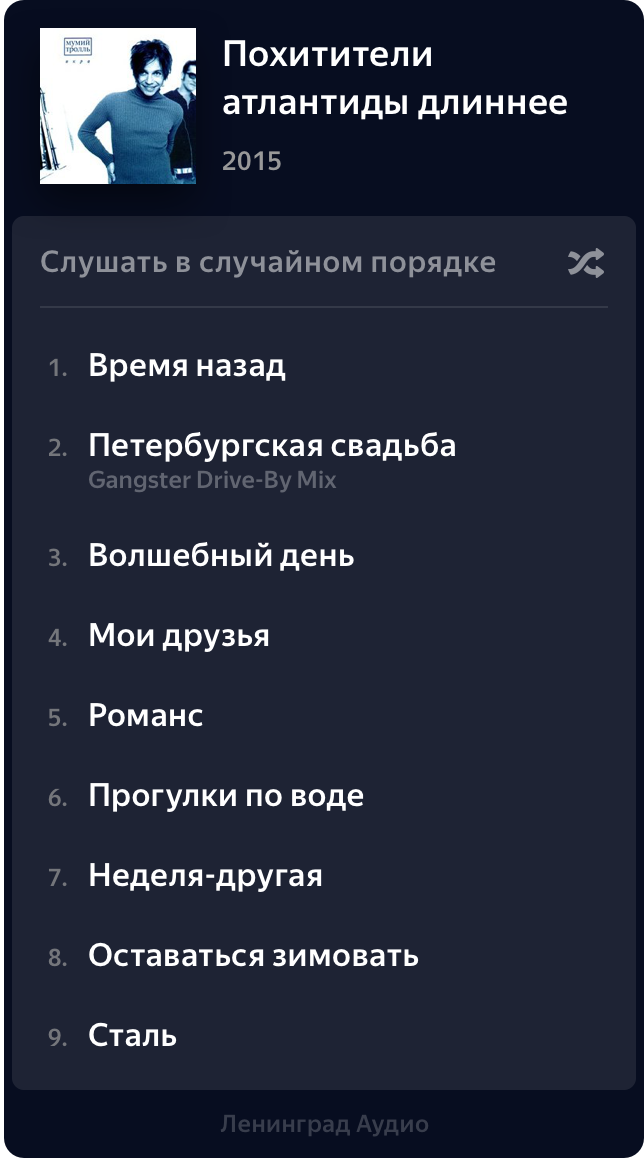 мумий
тролль
икра
Похитители
атлантиды длиннее
2015
Слушать в случайном порядке
1. Время назад
2. Петербургская свадьба
Gangster Drive-By Mix
3. Волшебный день
4. Мои друзья
5. Романс
6. Прогулки по воде
7. Неделя-другая
8. Оставаться зимовать
9. Сталь
Ленинград Аудио